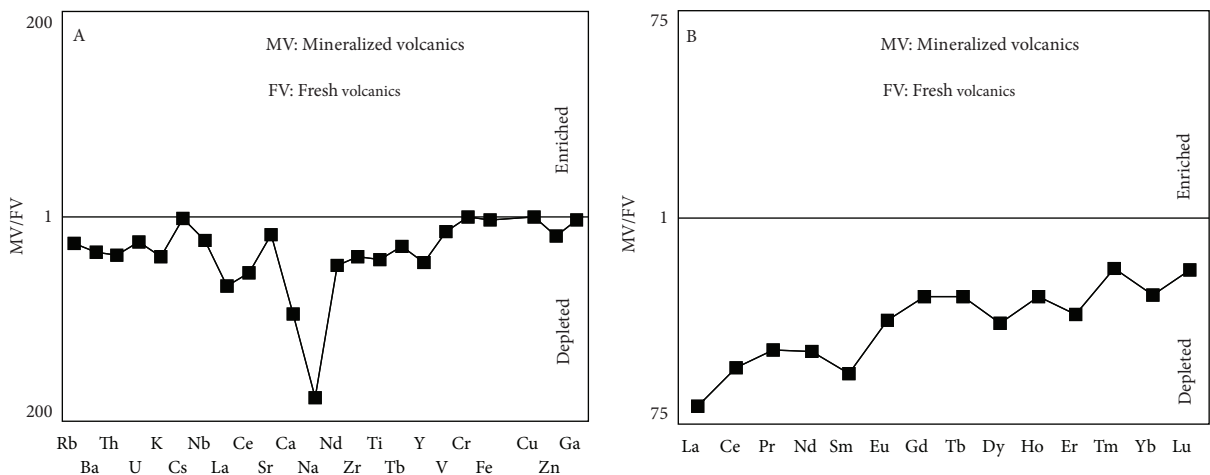 200
A
MV: Mineralized volcanics
FV: Fresh volcanics
Enriched
MV/FV
1
Depleted
200
Rb Th K Nb Ce Ca Nd Ti Y Cr Cu Ga
Ba U Cs La Sr Na Zr Tb V Fe Zn
75
B
MV: Mineralized volcanics
FV: Fresh volcanics
Enriched
MV/FV
1
Depleted
75
La Ce Pr Nd Sm Eu Gd Tb Dy Ho Er Tm Yb Lu